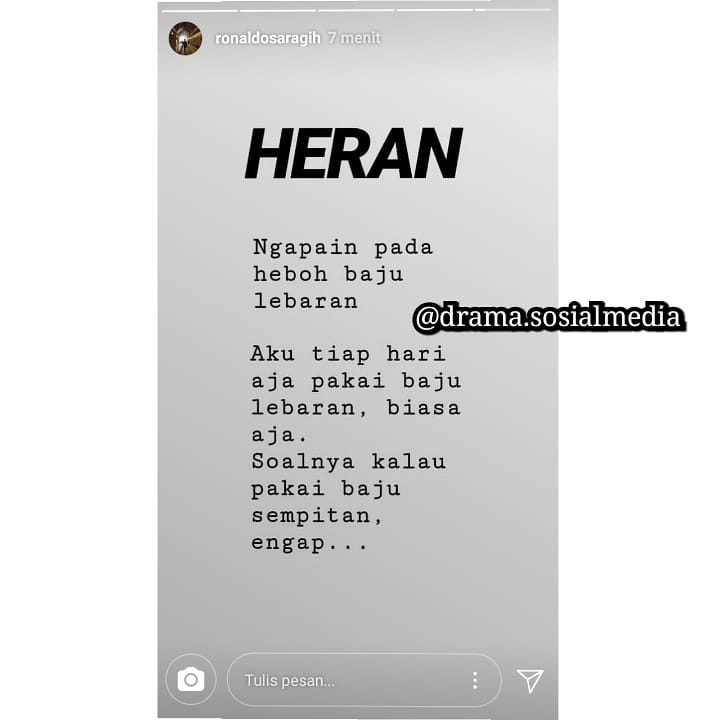 ronaldosaragih 7 menit
HERAN
Ngapain pada
heboh baju
lebaran
@drama.sosialmedia
Aku tiap hari
aja pakai baju
lebaran, biasa
aja.
Soalnya kalau
pakai baju
sempitan,
engap...
Tulis pesan...